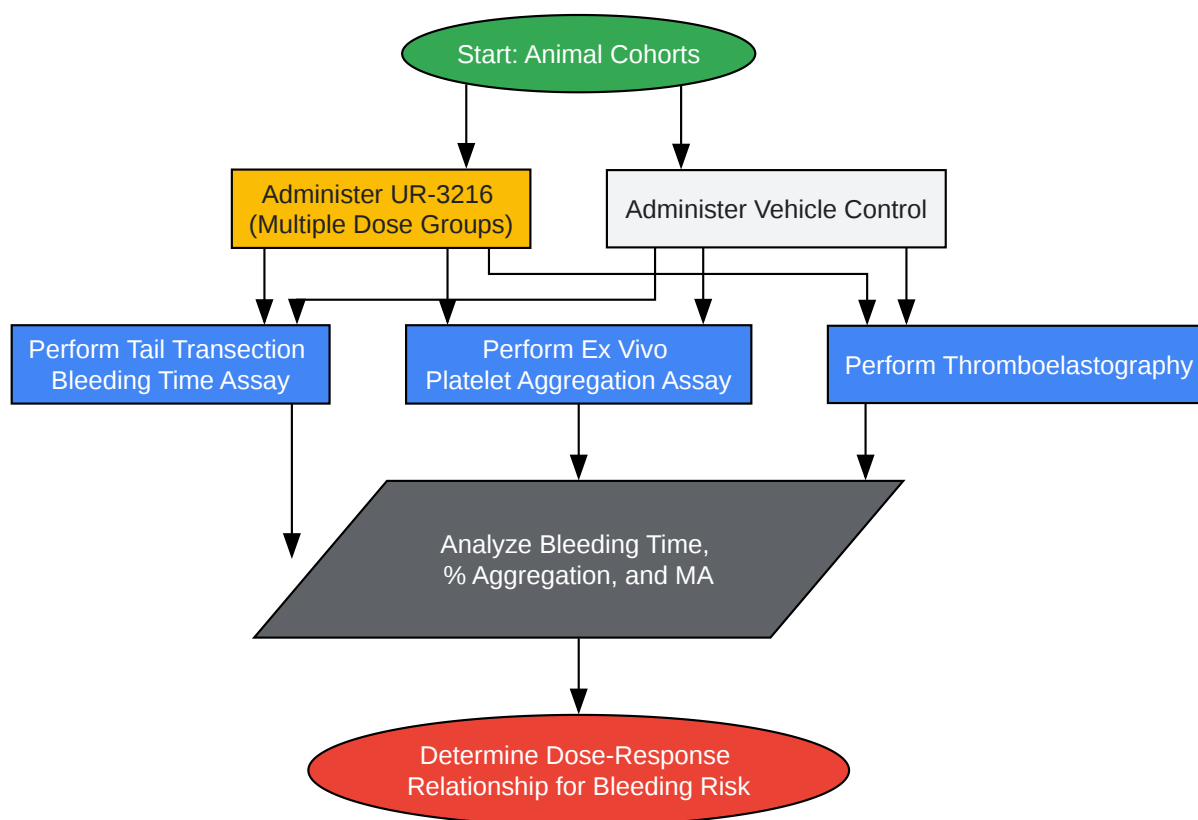 Start: Animal Cohorts
Administer UR-3216
(Multiple Dose Groups)
Administer Vehicle Control
Perform Tail Transection
Bleeding Time Assay
Perform Ex Vivo
Platelet Aggregation Assay
Perform Thromboelastography
Analyze Bleeding Time,
% Aggregation, and MA
Determine Dose-Response
Relationship for Bleeding Risk